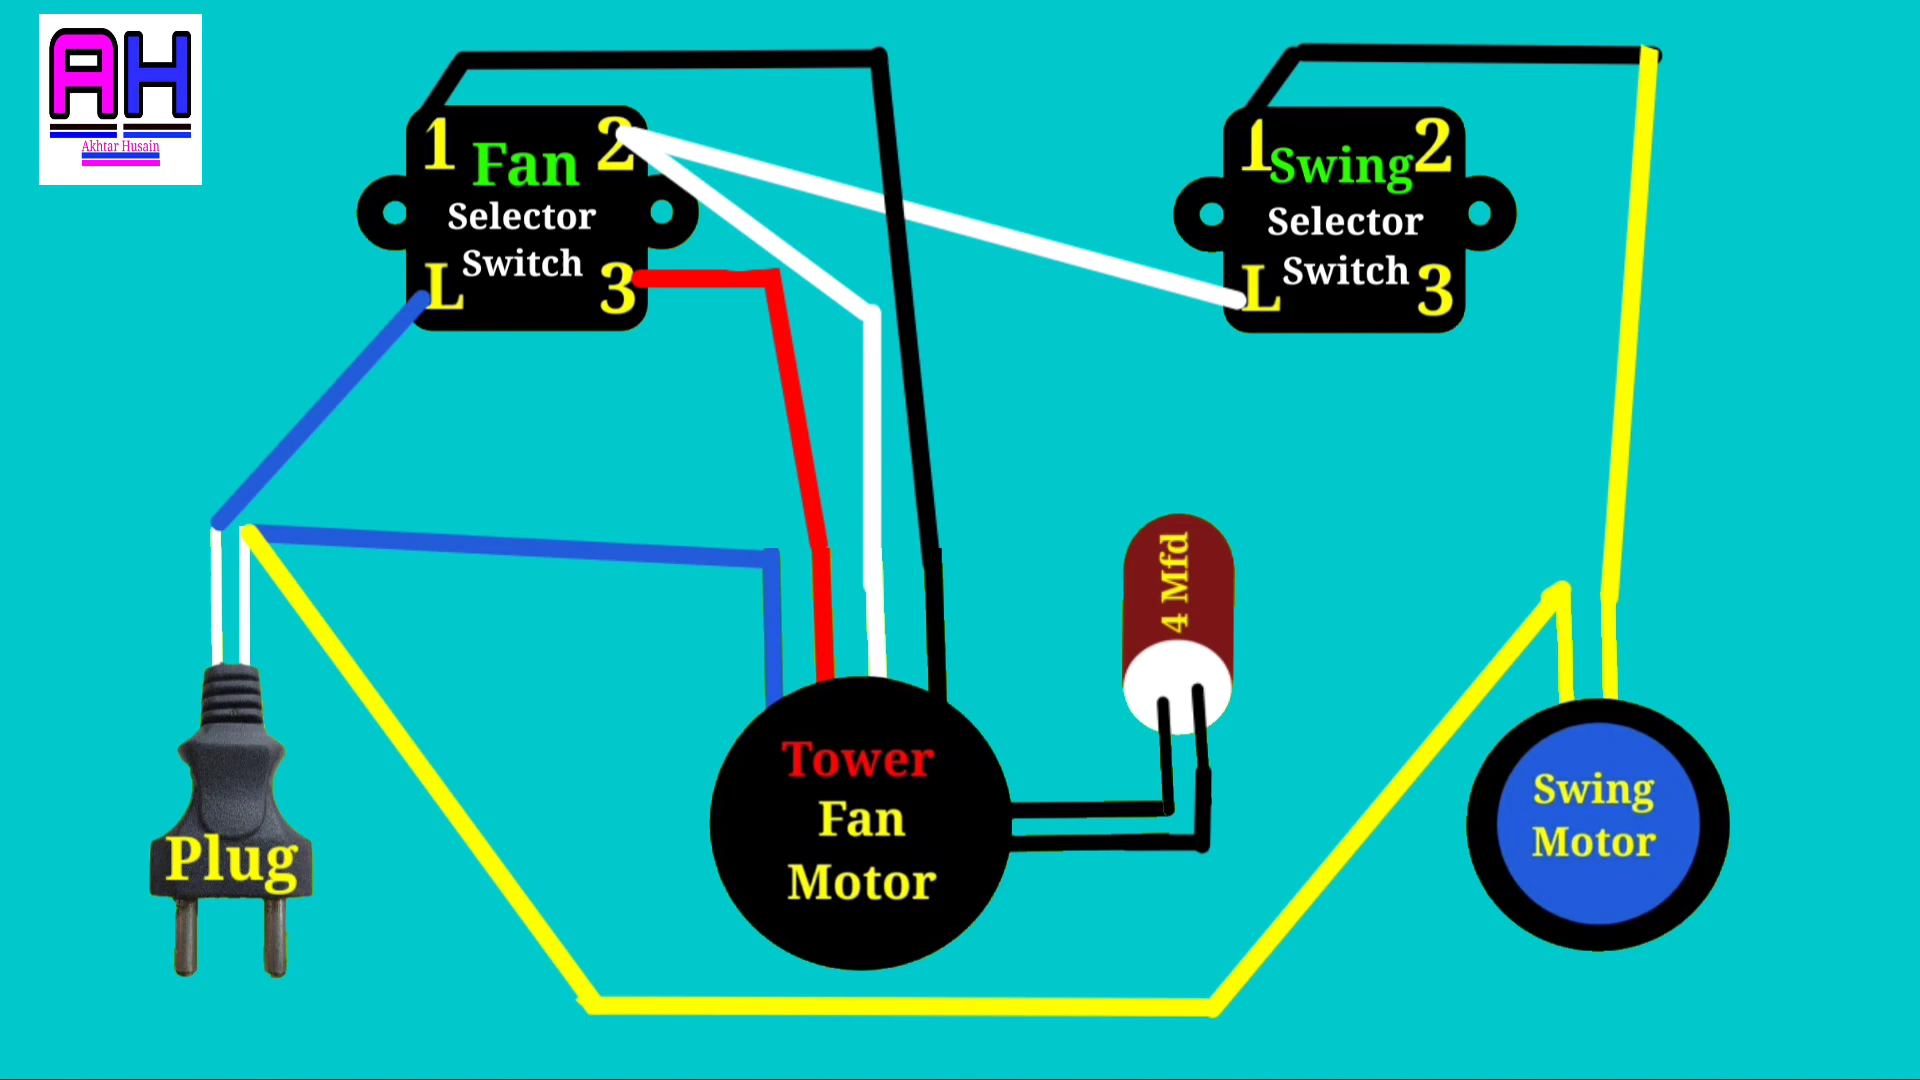 AH
Akhtar Husain
1 2
Fan
Selector
Switch
L 3
1 2
Swing
Selector
Switch
L 3
4 Mfd
Plug
Tower
Fan
Motor
Swing
Motor